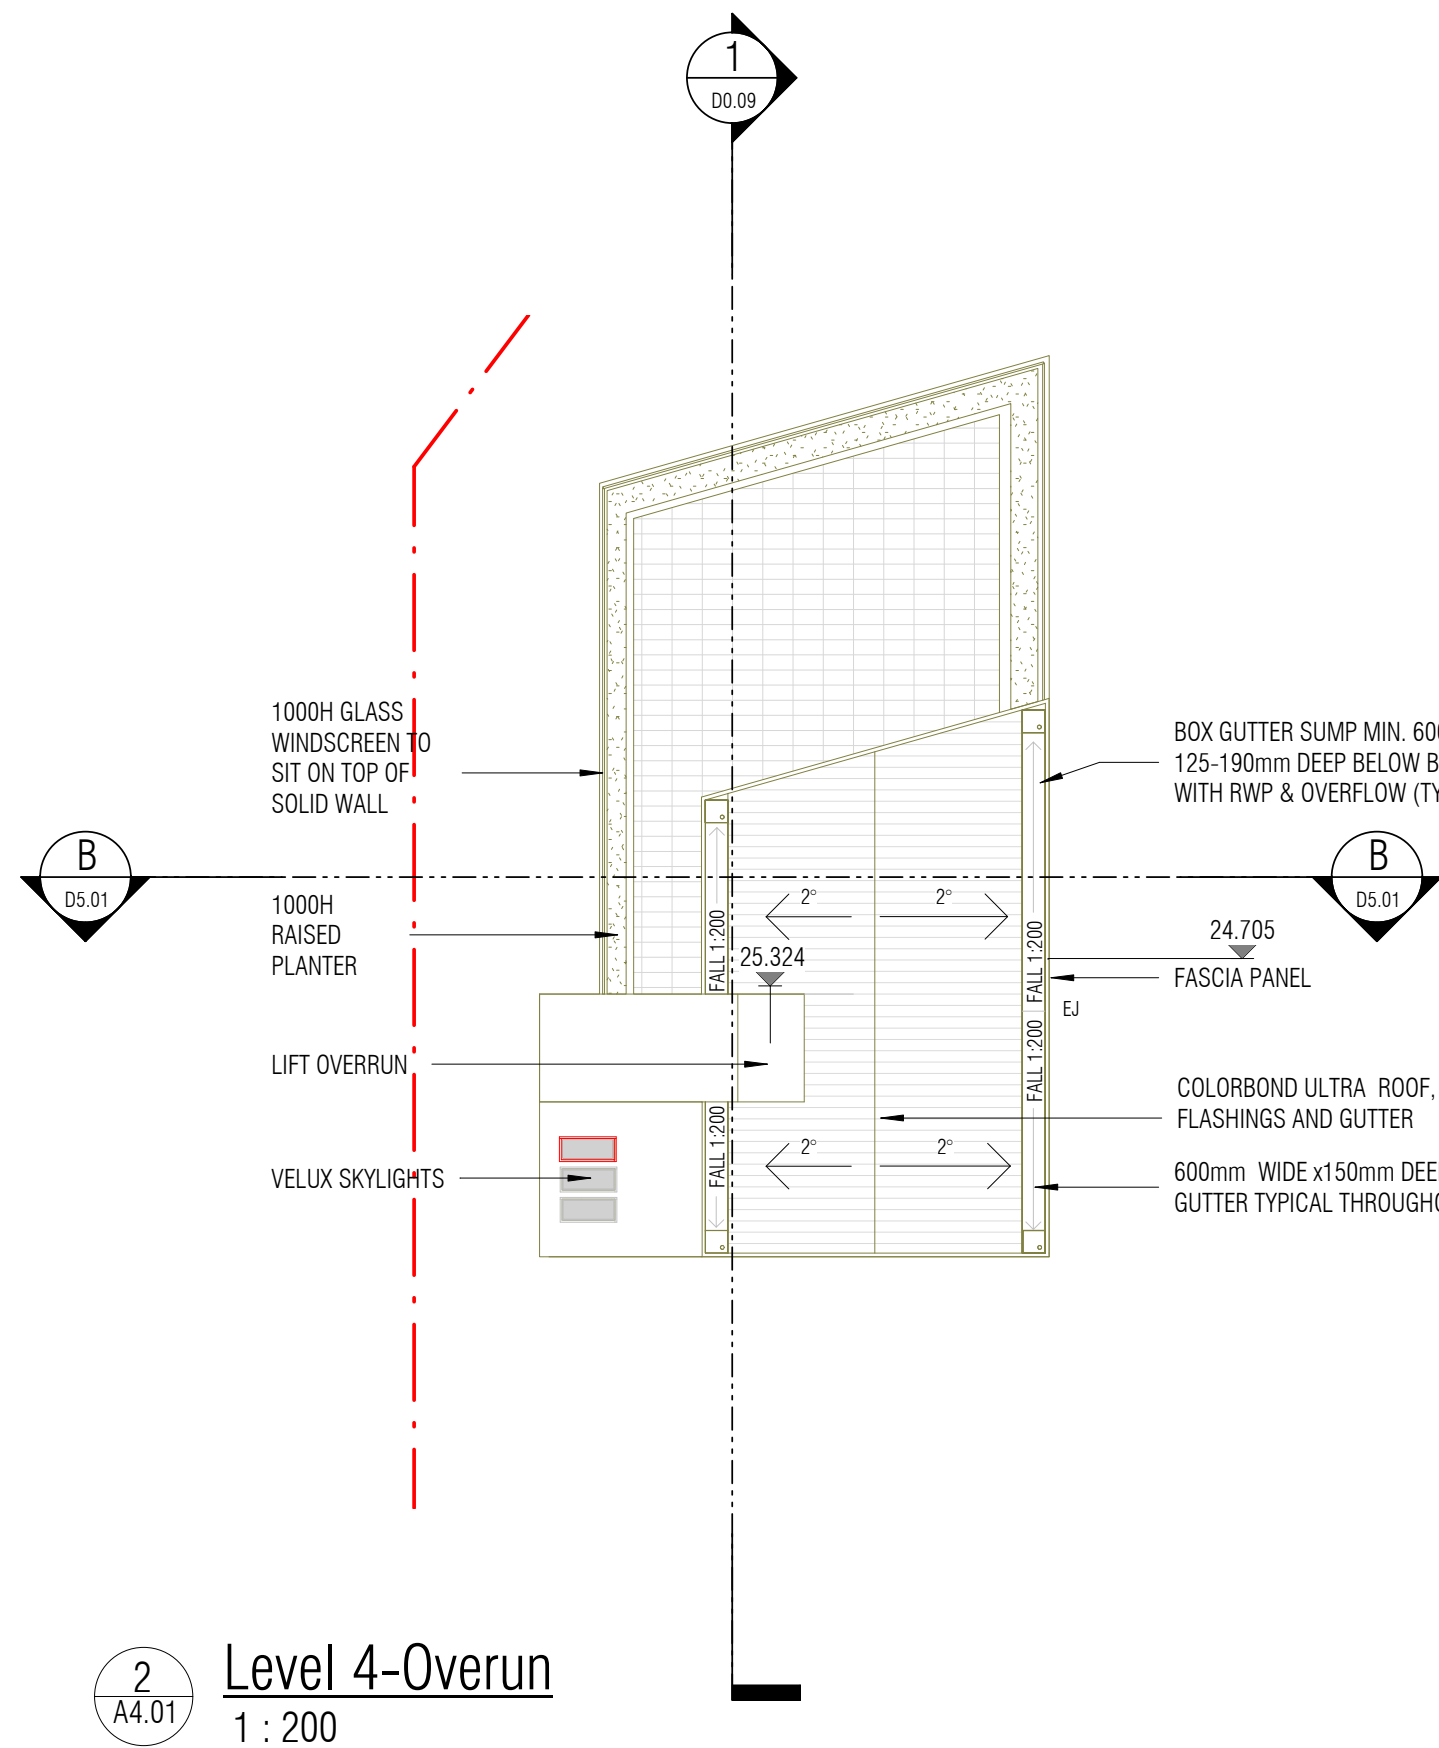 1
D0.09
1000H GLASS
WINDSCREEN TO
SIT ON TOP OF
SOLID WALL
BOX GUTTER SUMP MIN. 600
125-190mm DEEP BELOW B
WITH RWP & OVERFLOW (TY
B
D5.01
B
D5.01
1000H
RAISED
PLANTER
2°
2°
FALL 1:200
25.324
FALL 1:200
24.705
FASCIA PANEL
EJ
LIFT OVERRUN
FALL 1:200
COLORBOND ULTRA ROOF,
FLASHINGS AND GUTTER
FALL 1:200
2°
2°
VELUX SKYLIGHTS
600mm WIDE x150mm DEE
GUTTER TYPICAL THROUGHO
2
A4.01
Level 4-Overun
1 : 200